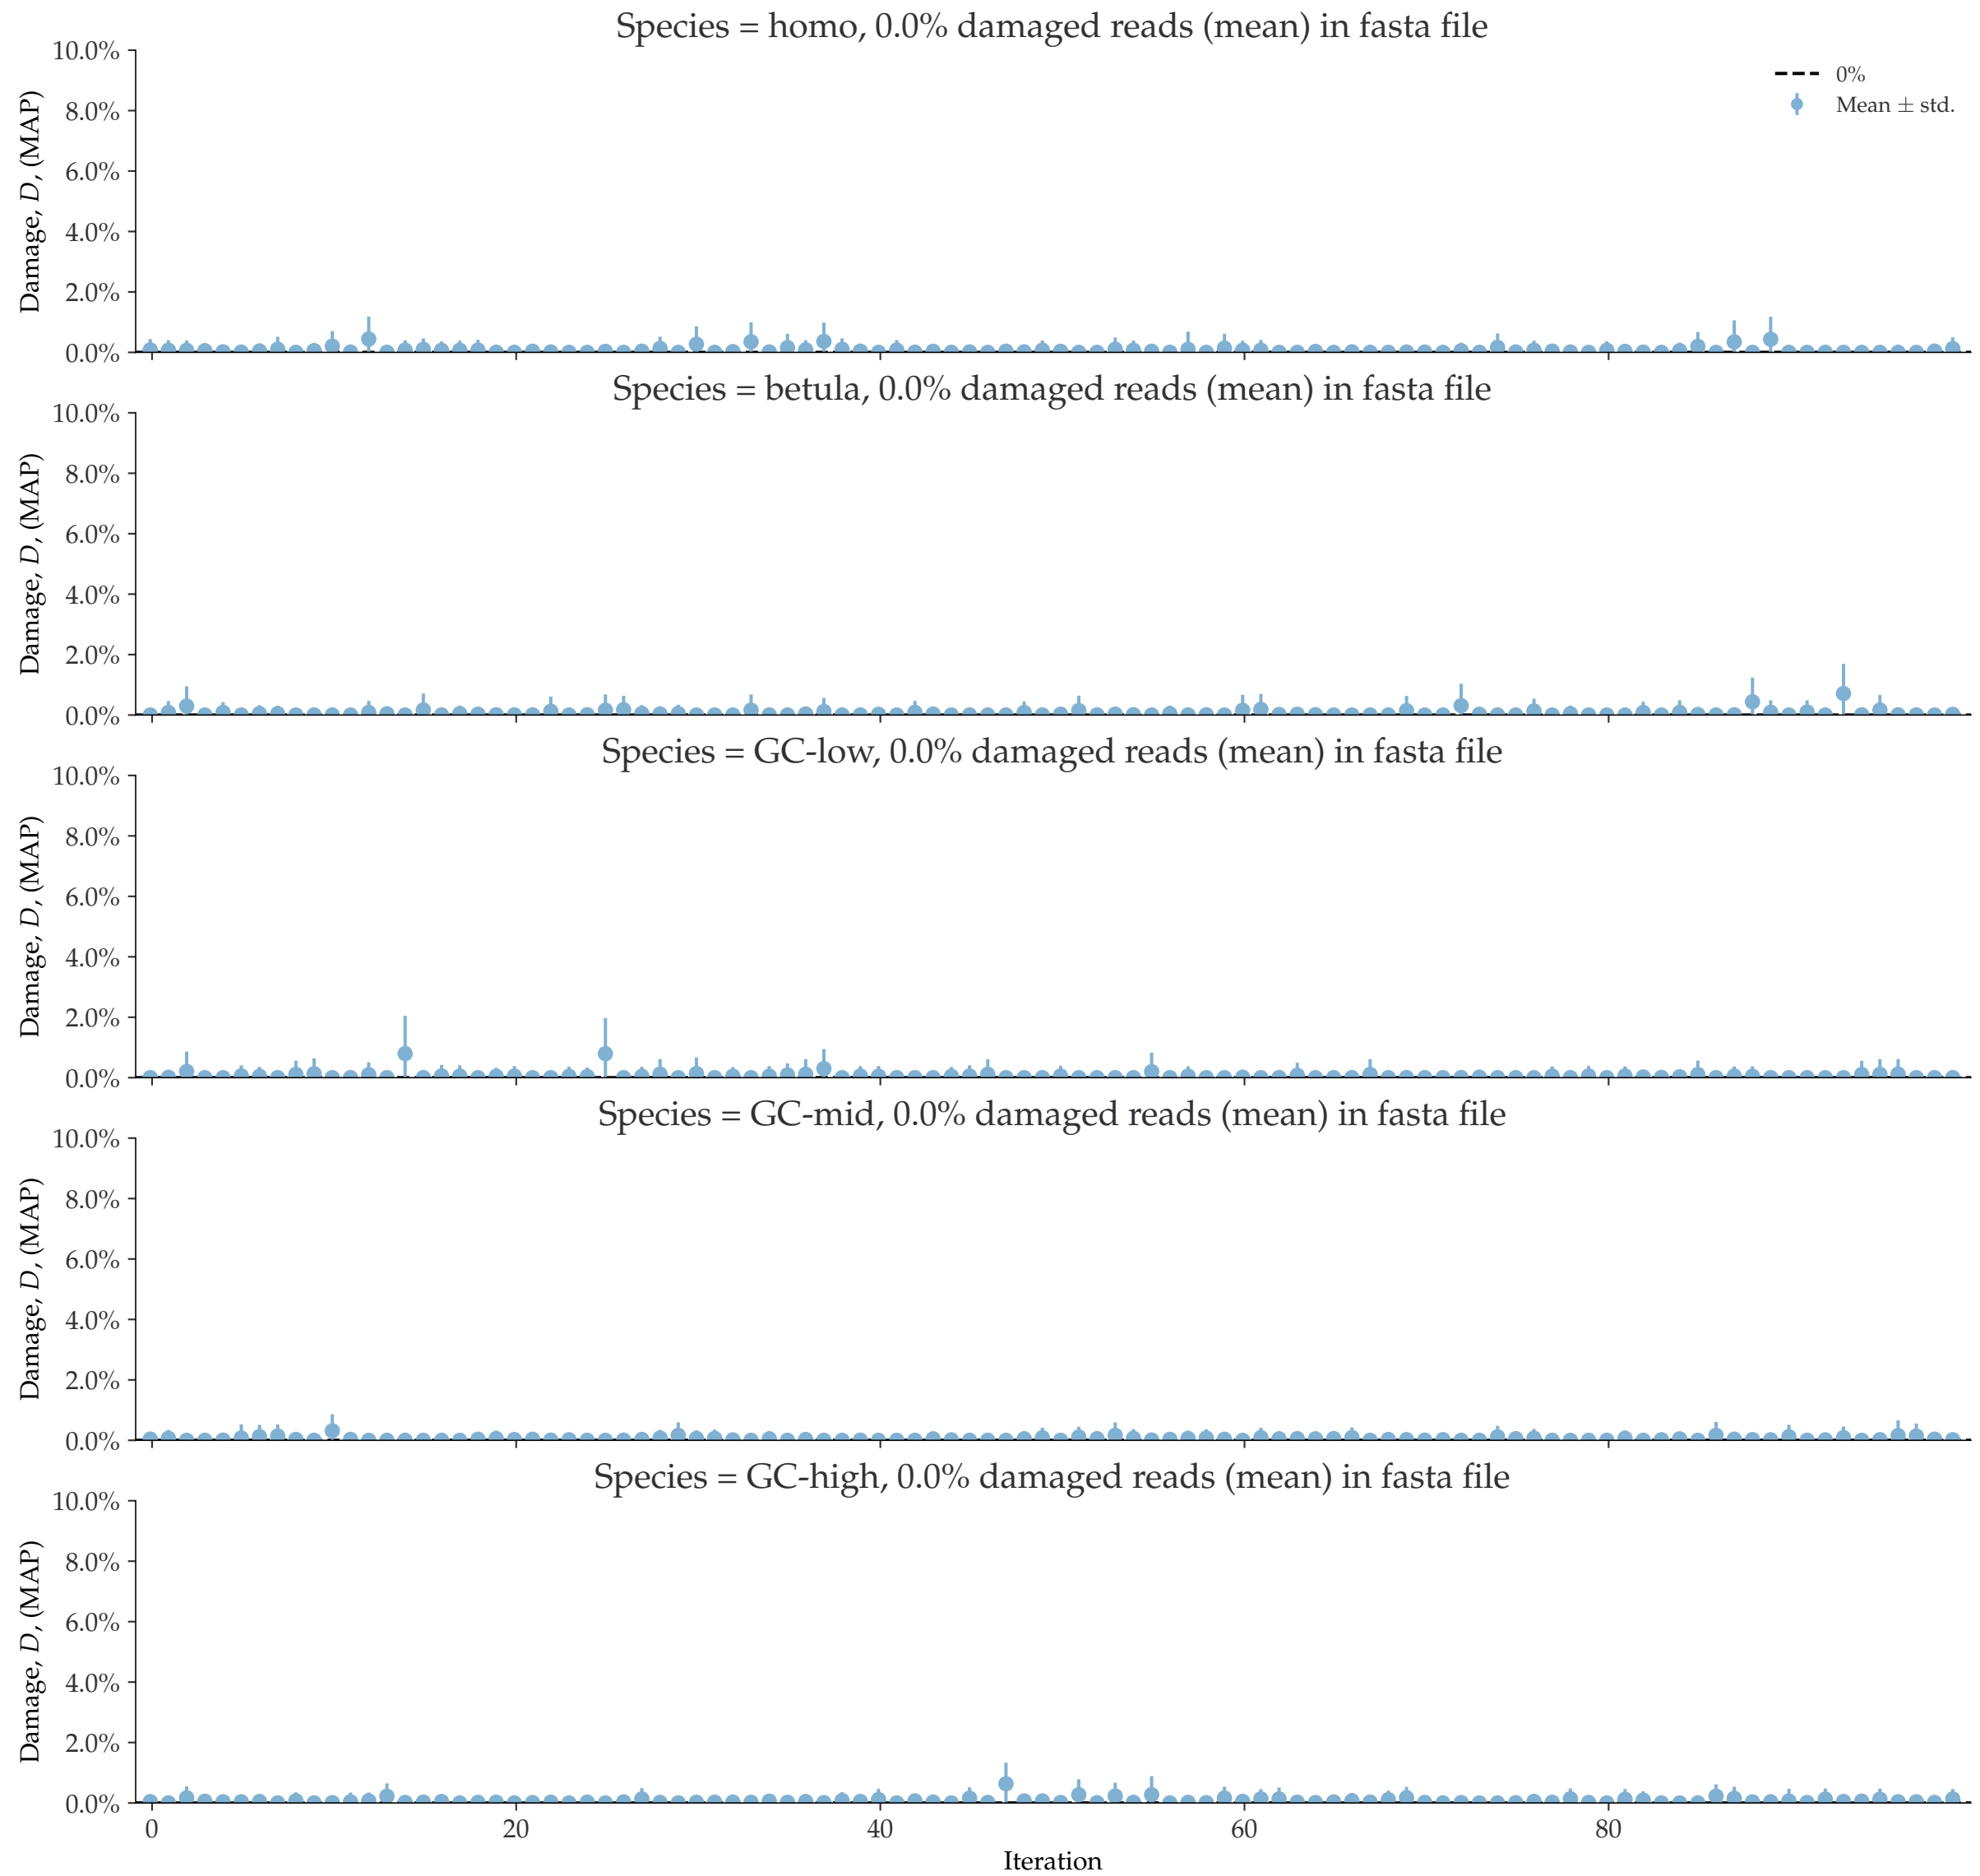 Species = homo, 0.0% damaged reads (mean) in fasta file
10.0%
8.0%
6.0%
4.0%
2.0%
0.0%
Damage, D, (MAP)
0%
Mean ± std.
Species = betula, 0.0% damaged reads (mean) in fasta file
10.0%
8.0%
6.0%
4.0%
2.0%
0.0%
Damage, D, (MAP)
Species = GC-low, 0.0% damaged reads (mean) in fasta file
10.0%
8.0%
6.0%
4.0%
2.0%
0.0%
Damage, D, (MAP)
Species = GC-mid, 0.0% damaged reads (mean) in fasta file
10.0%
8.0%
6.0%
4.0%
2.0%
0.0%
Damage, D, (MAP)
Species = GC-high, 0.0% damaged reads (mean) in fasta file
10.0%
8.0%
6.0%
4.0%
2.0%
0.0%
Damage, D, (MAP)
0 20 40 60 80
Iteration